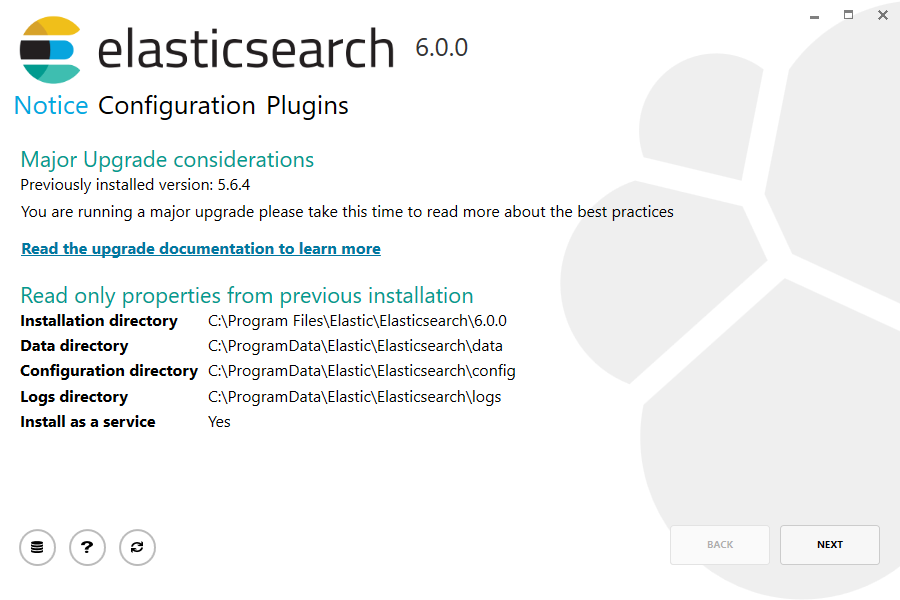 elasticsearch 6.0.0
Notice Configuration Plugins
Major Upgrade considerations
Previously installed version: 5.6.4
You are running a major upgrade please take this time to read more about the best practices
Read the upgrade documentation to learn more
Read only properties from previous installation
Installation directory C:\Program Files\Elastic\Elasticsearch\6.0.0
Data directory C:\ProgramData\Elastic\Elasticsearch\data
Configuration directory C:\ProgramData\Elastic\Elasticsearch\config
Logs directory C:\ProgramData\Elastic\Elasticsearch\logs
Install as a service Yes
? BACK NEXT